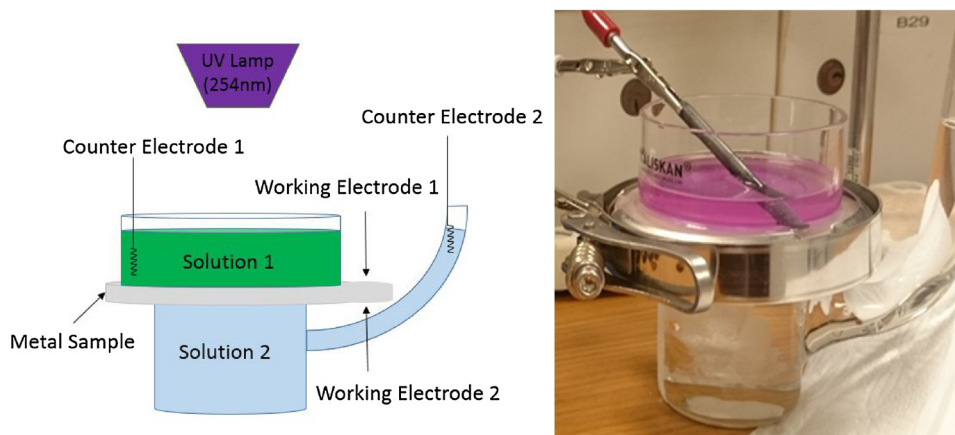 UV Lamp
(254nm)
Counter Electrode 2
Counter Electrode 1
Working Electrode 1
Solution 1
Metal Sample
Solution 2
Working Electrode 2
B29
ALISKAN®